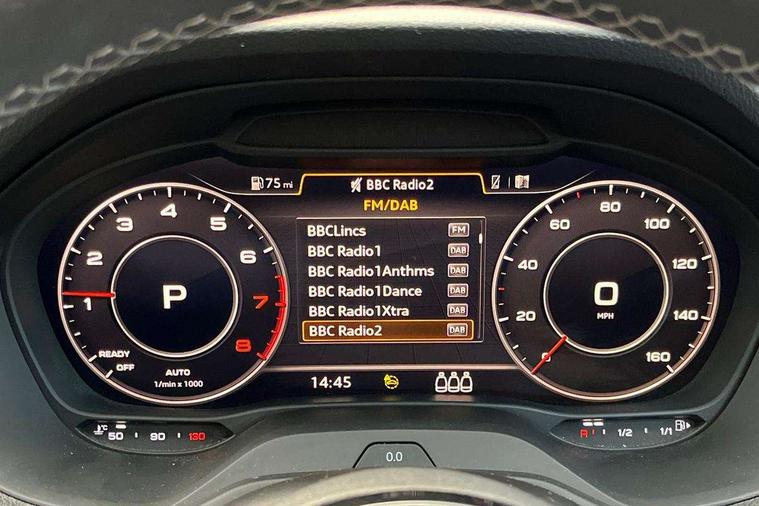 75 mi
BBC Radio2
FM/DAB
BBCLincs FM
BBC Radio1 DAB
BBC Radio1Anthms DAB
BBC Radio1Dance DAB
BBC Radio1Xtra DAB
BBC Radio2 DAB
1
2
3
4
5
6
7
8
P
READY
OFF
AUTO
1/min x 1000
0
20
40
60
80
100
120
140
160
0
MPH
14:45
°C
50 90 130
R 1/2 1/1
0.0